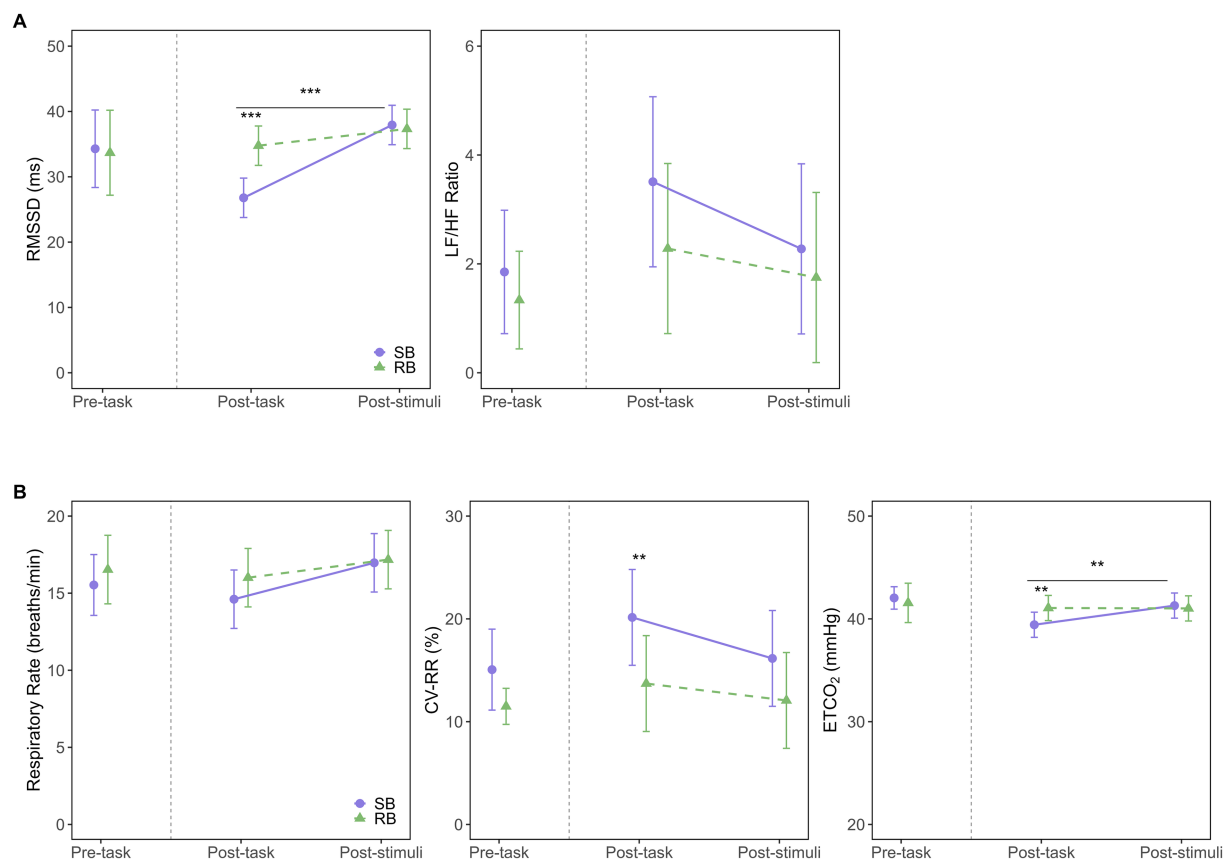 A
RMSSD (ms)
50
40
30
20
10
0
***
***
SB
RB
Pre-task
Post-task
Post-stimuli
LF/HF Ratio
6
4
2
0
Pre-task
Post-task
Post-stimuli
B
Respiratory Rate (breaths/min)
20
15
10
5
0
SB
RB
Pre-task
Post-task
Post-stimuli
CV-RR (%)
30
20
10
0
**
Pre-task
Post-task
Post-stimuli
ETCO₂ (mmHg)
50
40
30
20
**
**
Pre-task
Post-task
Post-stimuli